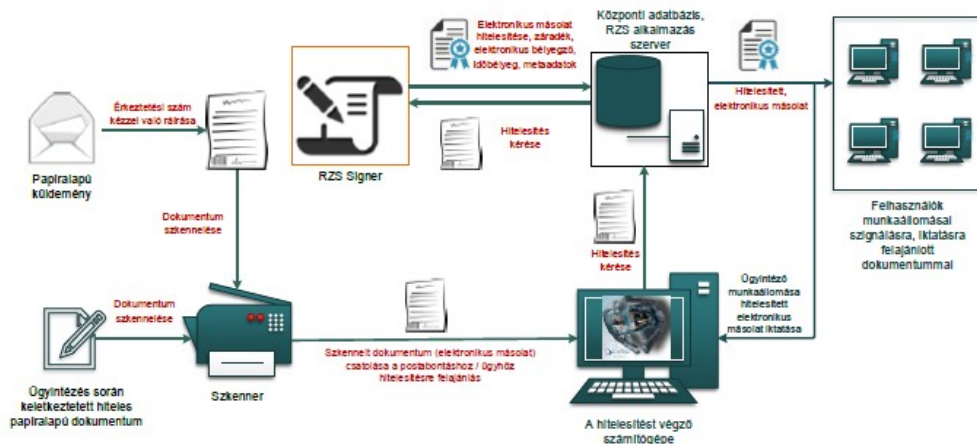 Elektronikus másolat
hitelesítése, záradék,
elektronikus bélyegző,
időbélyeg, metaadatok
Központi adatbázis,
RZS alkalmazás
szerver
Érkeztetési szám
kézzel való ráírása
Hitelesített,
elektronikus másolat
Hitelesítés
kérése
Papíralapú
küldemény
RZS Signer
Felhasználók
munkaállomásai
szignálásra, iktatásra
felajánlott
dokumentummal
Dokumentum
szkennelése
Hitelesítés
kérése
Dokumentum
szkennelése
Ügyintéző
munkaállomása
hitelesített
elektronikus
másolat iktatása
Szkennelt dokumentum (elektronikus másolat)
csatolása a postabontáshoz / ügyhöz
hitelesítésre felajánlás
Ügyintézés során
keletkeztetett hiteles
papíralapú dokumentum
Szkenner
A hitelesítést végző
számítógépe